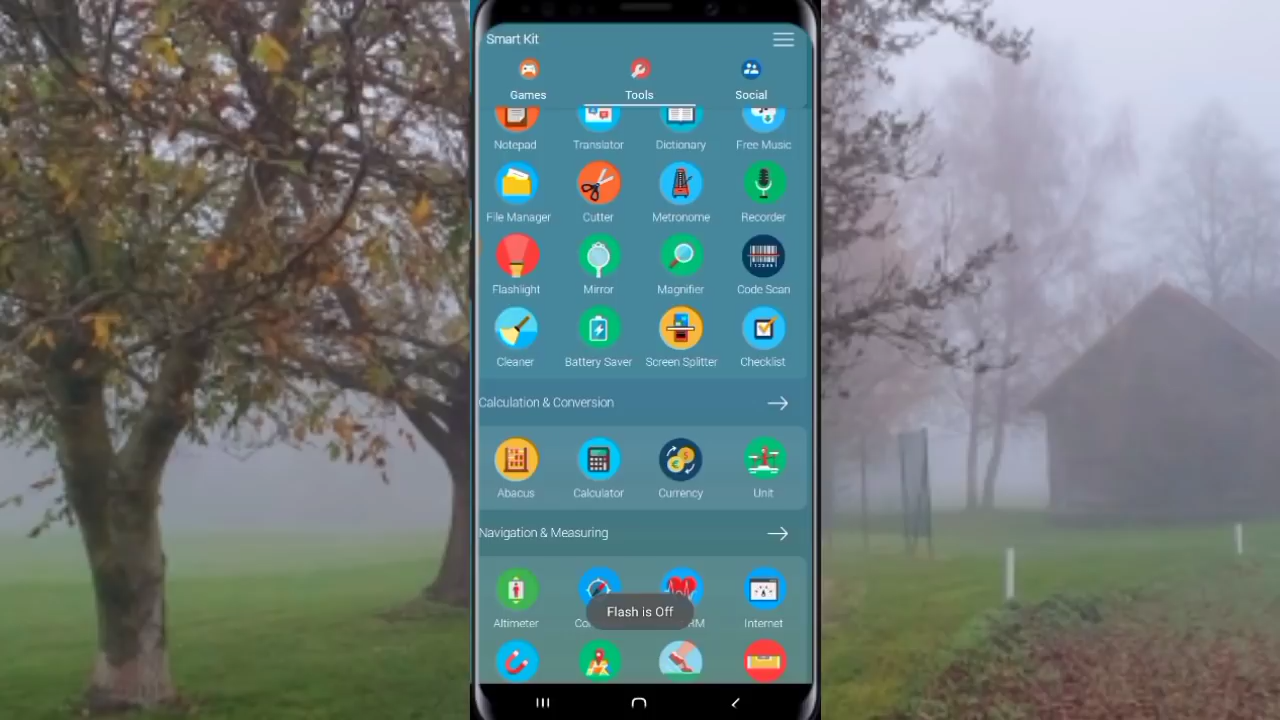 Smart Kit
Games Tools Social
Notepad Translator Dictionary Free Music
File Manager Cutter Metronome Recorder
Flashlight Mirror Magnifier Code Scan
Cleaner Battery Saver Screen Splitter Checklist
Calculation & Conversion
Abacus Calculator Currency Unit
Navigation & Measuring
Flash is Off
Altimeter Internet